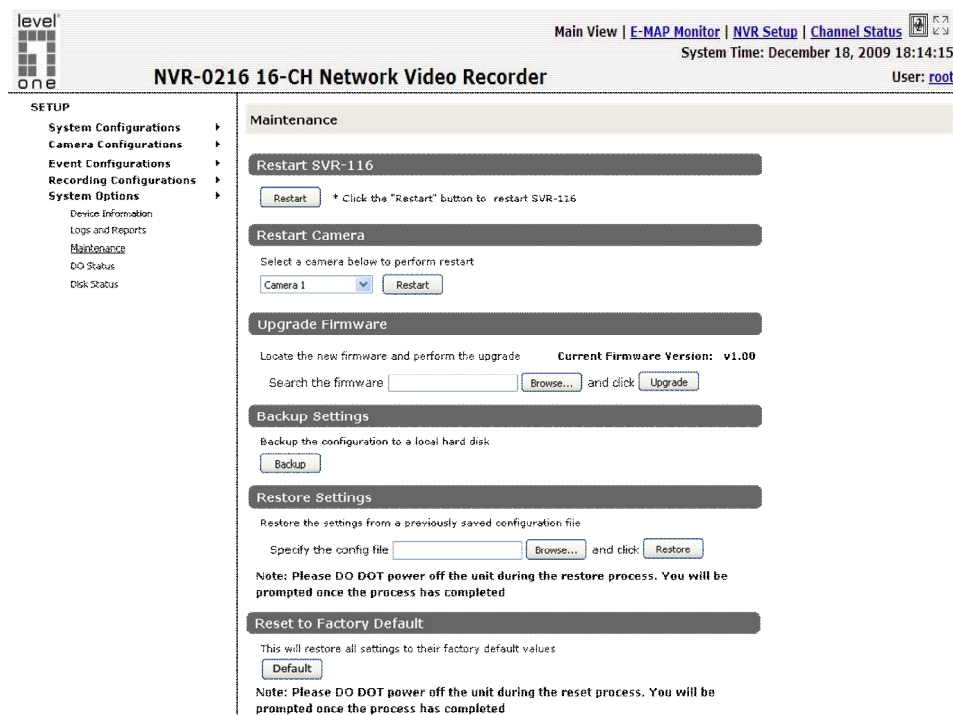 level
one
Main View | E-MAP Monitor | NVR Setup | Channel Status
System Time: December 18, 2009 18:14:15
NVR-0216 16-CH Network Video Recorder
User: root
SETUP
System Configurations
Camera Configurations
Event Configurations
Recording Configurations
System Options
Device Information
Logs and Reports
Maintenance
DO Status
Disk Status
Maintenance
Restart SVR-116
Restart * Click the "Restart" button to restart SVR-116
Restart Camera
Select a camera below to perform restart
Camera 1 Restart
Upgrade Firmware
Locate the new firmware and perform the upgrade Current Firmware Version: v1.00
Search the firmware Browse... and click Upgrade
Backup Settings
Backup the configuration to a local hard disk
Backup
Restore Settings
Restore the settings from a previously saved configuration file
Specify the config file Browse... and click Restore
Note: Please DO DOT power off the unit during the restore process. You will be
prompted once the process has completed
Reset to Factory Default
This will restore all settings to their factory default values
Default
Note: Please DO DOT power off the unit during the reset process. You will be
prompted once the process has completed